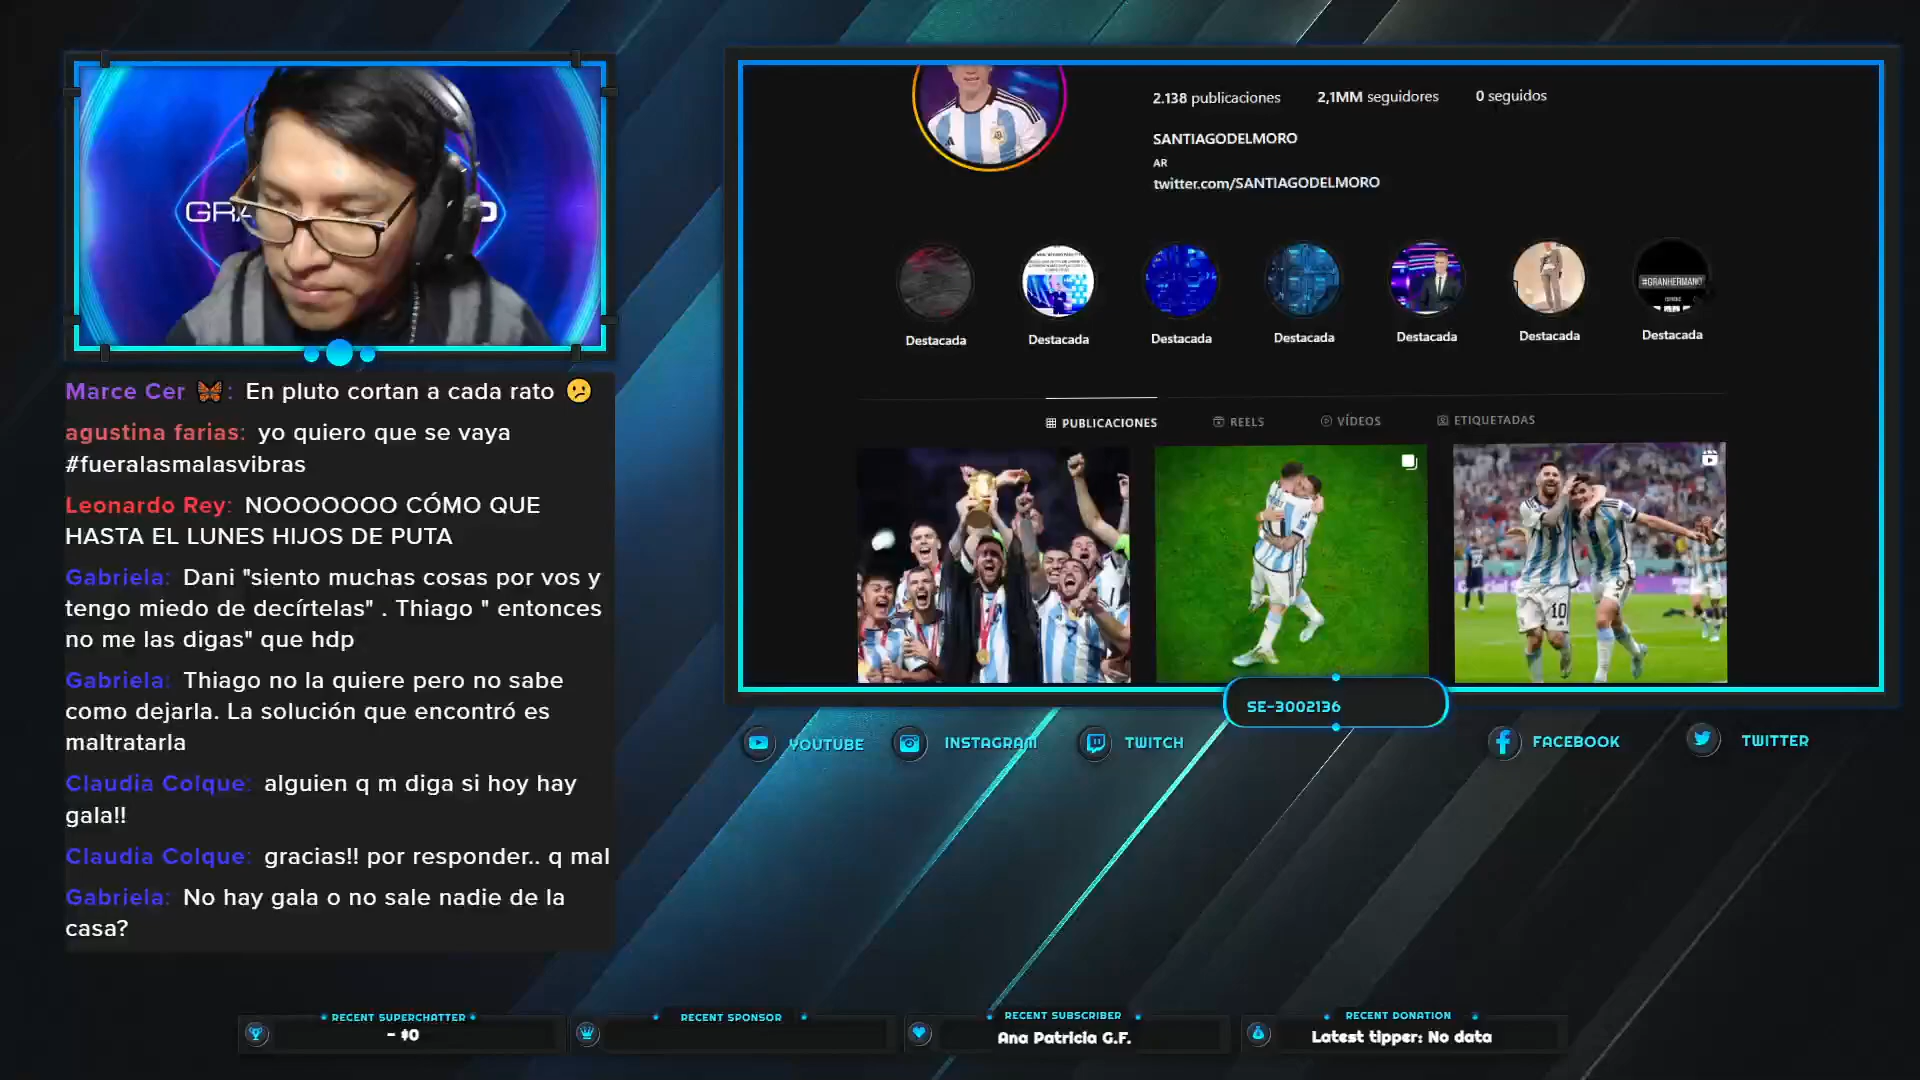 GRA
Marce Cer 🦋: En pluto cortan a cada rato 😕
agustina farias: yo quiero que se vaya
#fueralasmalasvibras
Leonardo Rey: NOOOOOOO CÓMO QUE
HASTA EL LUNES HIJOS DE PUTA
Gabriela: Dani "siento muchas cosas por vos y
tengo miedo de decírtelas" . Thiago " entonces
no me las digas" que hdp
Gabriela: Thiago no la quiere pero no sabe
como dejarla. La solución que encontró es
maltratarla
Claudia Colque: alguien q m diga si hoy hay
gala!!
Claudia Colque: gracias!! por responder.. q mal
Gabriela: No hay gala o no sale nadie de la
casa?
2.138 publicaciones 2,1MM seguidores 0 seguidos
SANTIAGODELMORO
AR
twitter.com/SANTIAGODELMORO
#GRANHERMANO
Destacada Destacada Destacada Destacada Destacada Destacada Destacada
PUBLICACIONES REELS VÍDEOS ETIQUETADAS
10 9
SE-3002136
YOUTUBE INSTAGRAM TWITCH FACEBOOK TWITTER
RECENT SUPERCHATTER RECENT SPONSOR RECENT SUBSCRIBER RECENT DONATION
- $0 Ana Patricia G.F. Latest tipper: No data